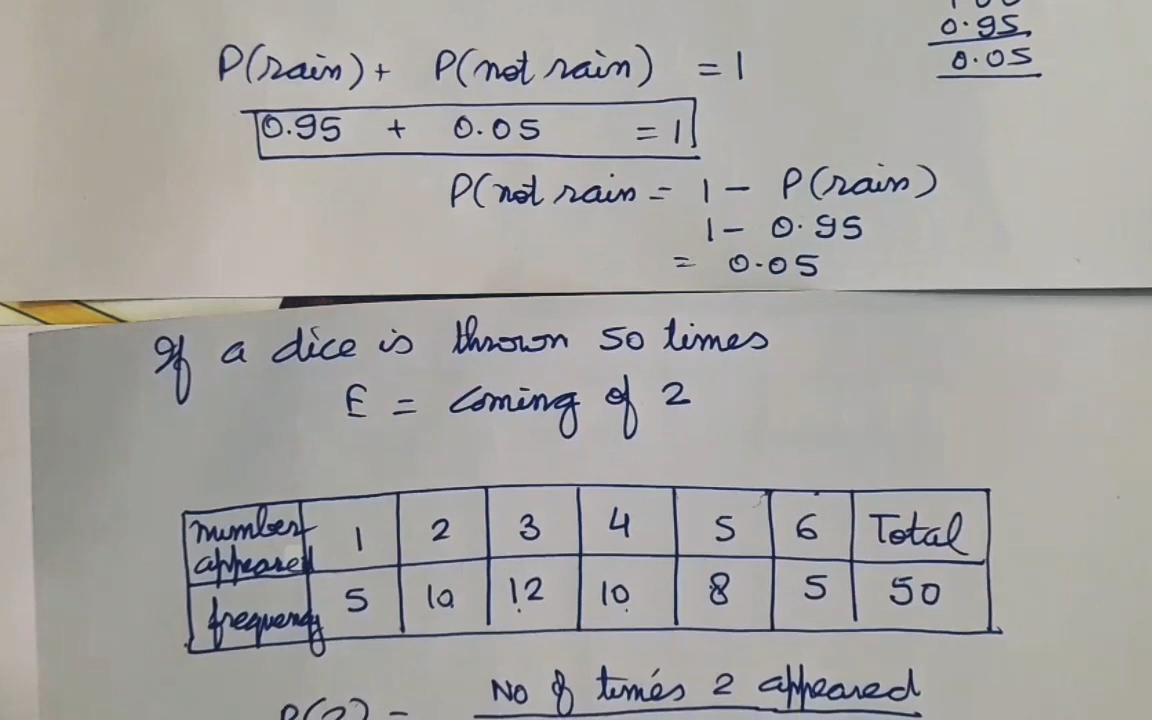 0.95
0.05
P(rain) + P(not rain) = 1
0.95 + 0.05 = 1
P(not rain = 1 - P(rain)
1 - 0.95
= 0.05
If a dice is thrown 50 times
E = coming of 2
number appeared 1 2 3 4 5 6 Total
frequency 5 10 12 10 8 5 50
P(2) = No of times 2 appeared